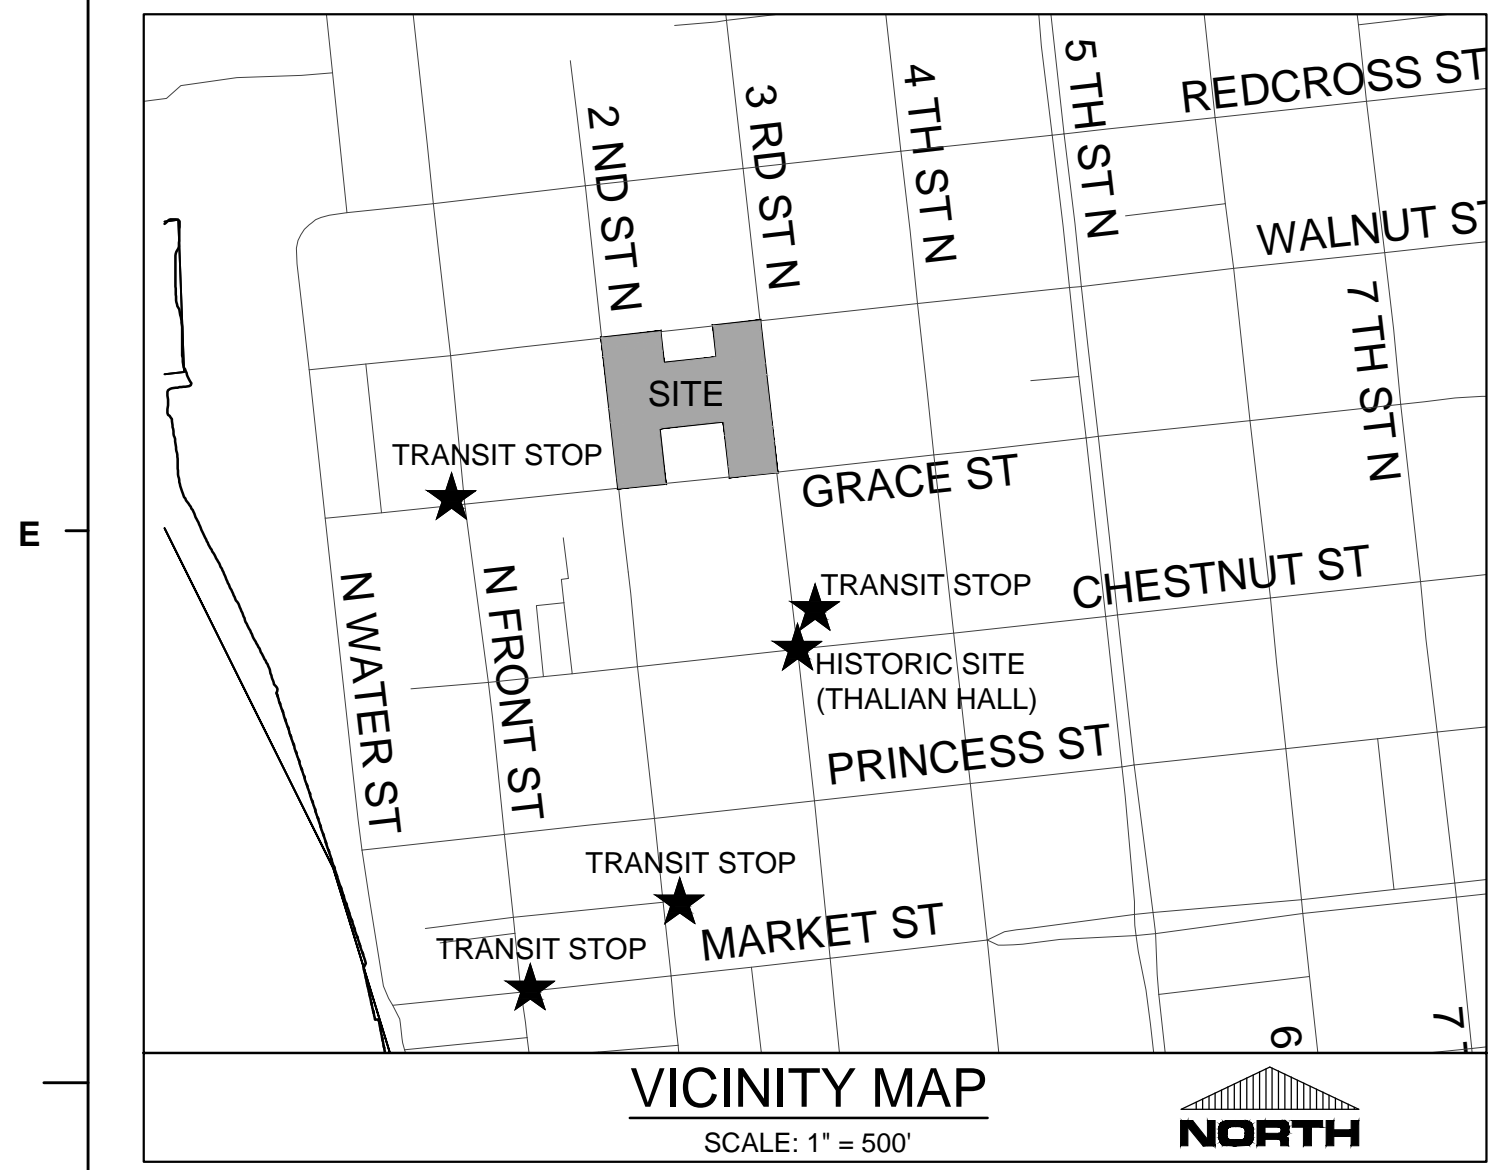 REDCROSS ST
5 TH ST N
4 TH ST N
3 RD ST N
2 ND ST N
WALNUT ST
7 TH ST N
SITE
TRANSIT STOP
GRACE ST
E
CHESTNUT ST
TRANSIT STOP
N WATER ST
N FRONT ST
HISTORIC SITE
(THALIAN HALL)
PRINCESS ST
TRANSIT STOP
MARKET ST
TRANSIT STOP
6
7
VICINITY MAP
SCALE: 1" = 500'
NORTH